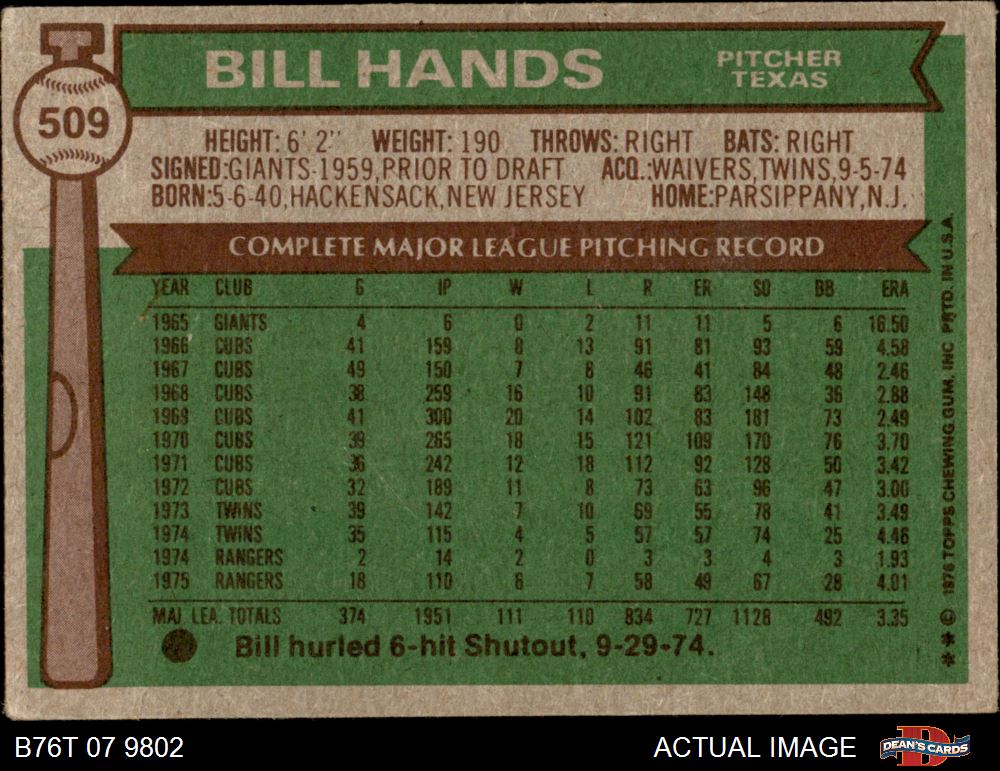 BILL HANDS
PITCHER
TEXAS
509
HEIGHT: 6' 2" WEIGHT: 190 THROWS: RIGHT BATS: RIGHT
SIGNED:GIANTS-1959,PRIOR TO DRAFT ACQ.:WAIVERS,TWINS,9-5-74
BORN:5-6-40,HACKENSACK,NEW JERSEY HOME:PARSIPPANY,N.J.
COMPLETE MAJOR LEAGUE PITCHING RECORD
YEAR CLUB G IP W L R ER SO BB ERA
1965 GIANTS 4 6 0 2 11 11 5 6 16.50
1966 CUBS 41 159 8 13 91 81 93 59 4.58
1967 CUBS 49 150 7 8 46 41 84 48 2.46
1968 CUBS 38 259 16 10 91 83 148 36 2.88
1969 CUBS 41 300 20 14 102 83 181 73 2.49
1970 CUBS 39 265 18 15 121 109 170 76 3.70
1971 CUBS 36 242 12 18 112 92 128 50 3.42
1972 CUBS 32 189 11 8 73 63 96 47 3.00
1973 TWINS 39 142 7 10 69 55 78 41 3.49
1974 TWINS 35 115 4 5 57 57 74 25 4.46
1974 RANGERS 2 14 2 0 3 3 4 3 1.93
1975 RANGERS 18 110 6 7 58 49 67 28 4.01
MAJ. LEA. TOTALS 374 1951 111 110 834 727 1128 492 3.35
Bill hurled 6-hit Shutout, 9-29-74.
** © 1976 TOPPS CHEWING GUM, INC PRTD. IN U.S.A.
B76T 07 9802
ACTUAL IMAGE
DEAN'S CARDS